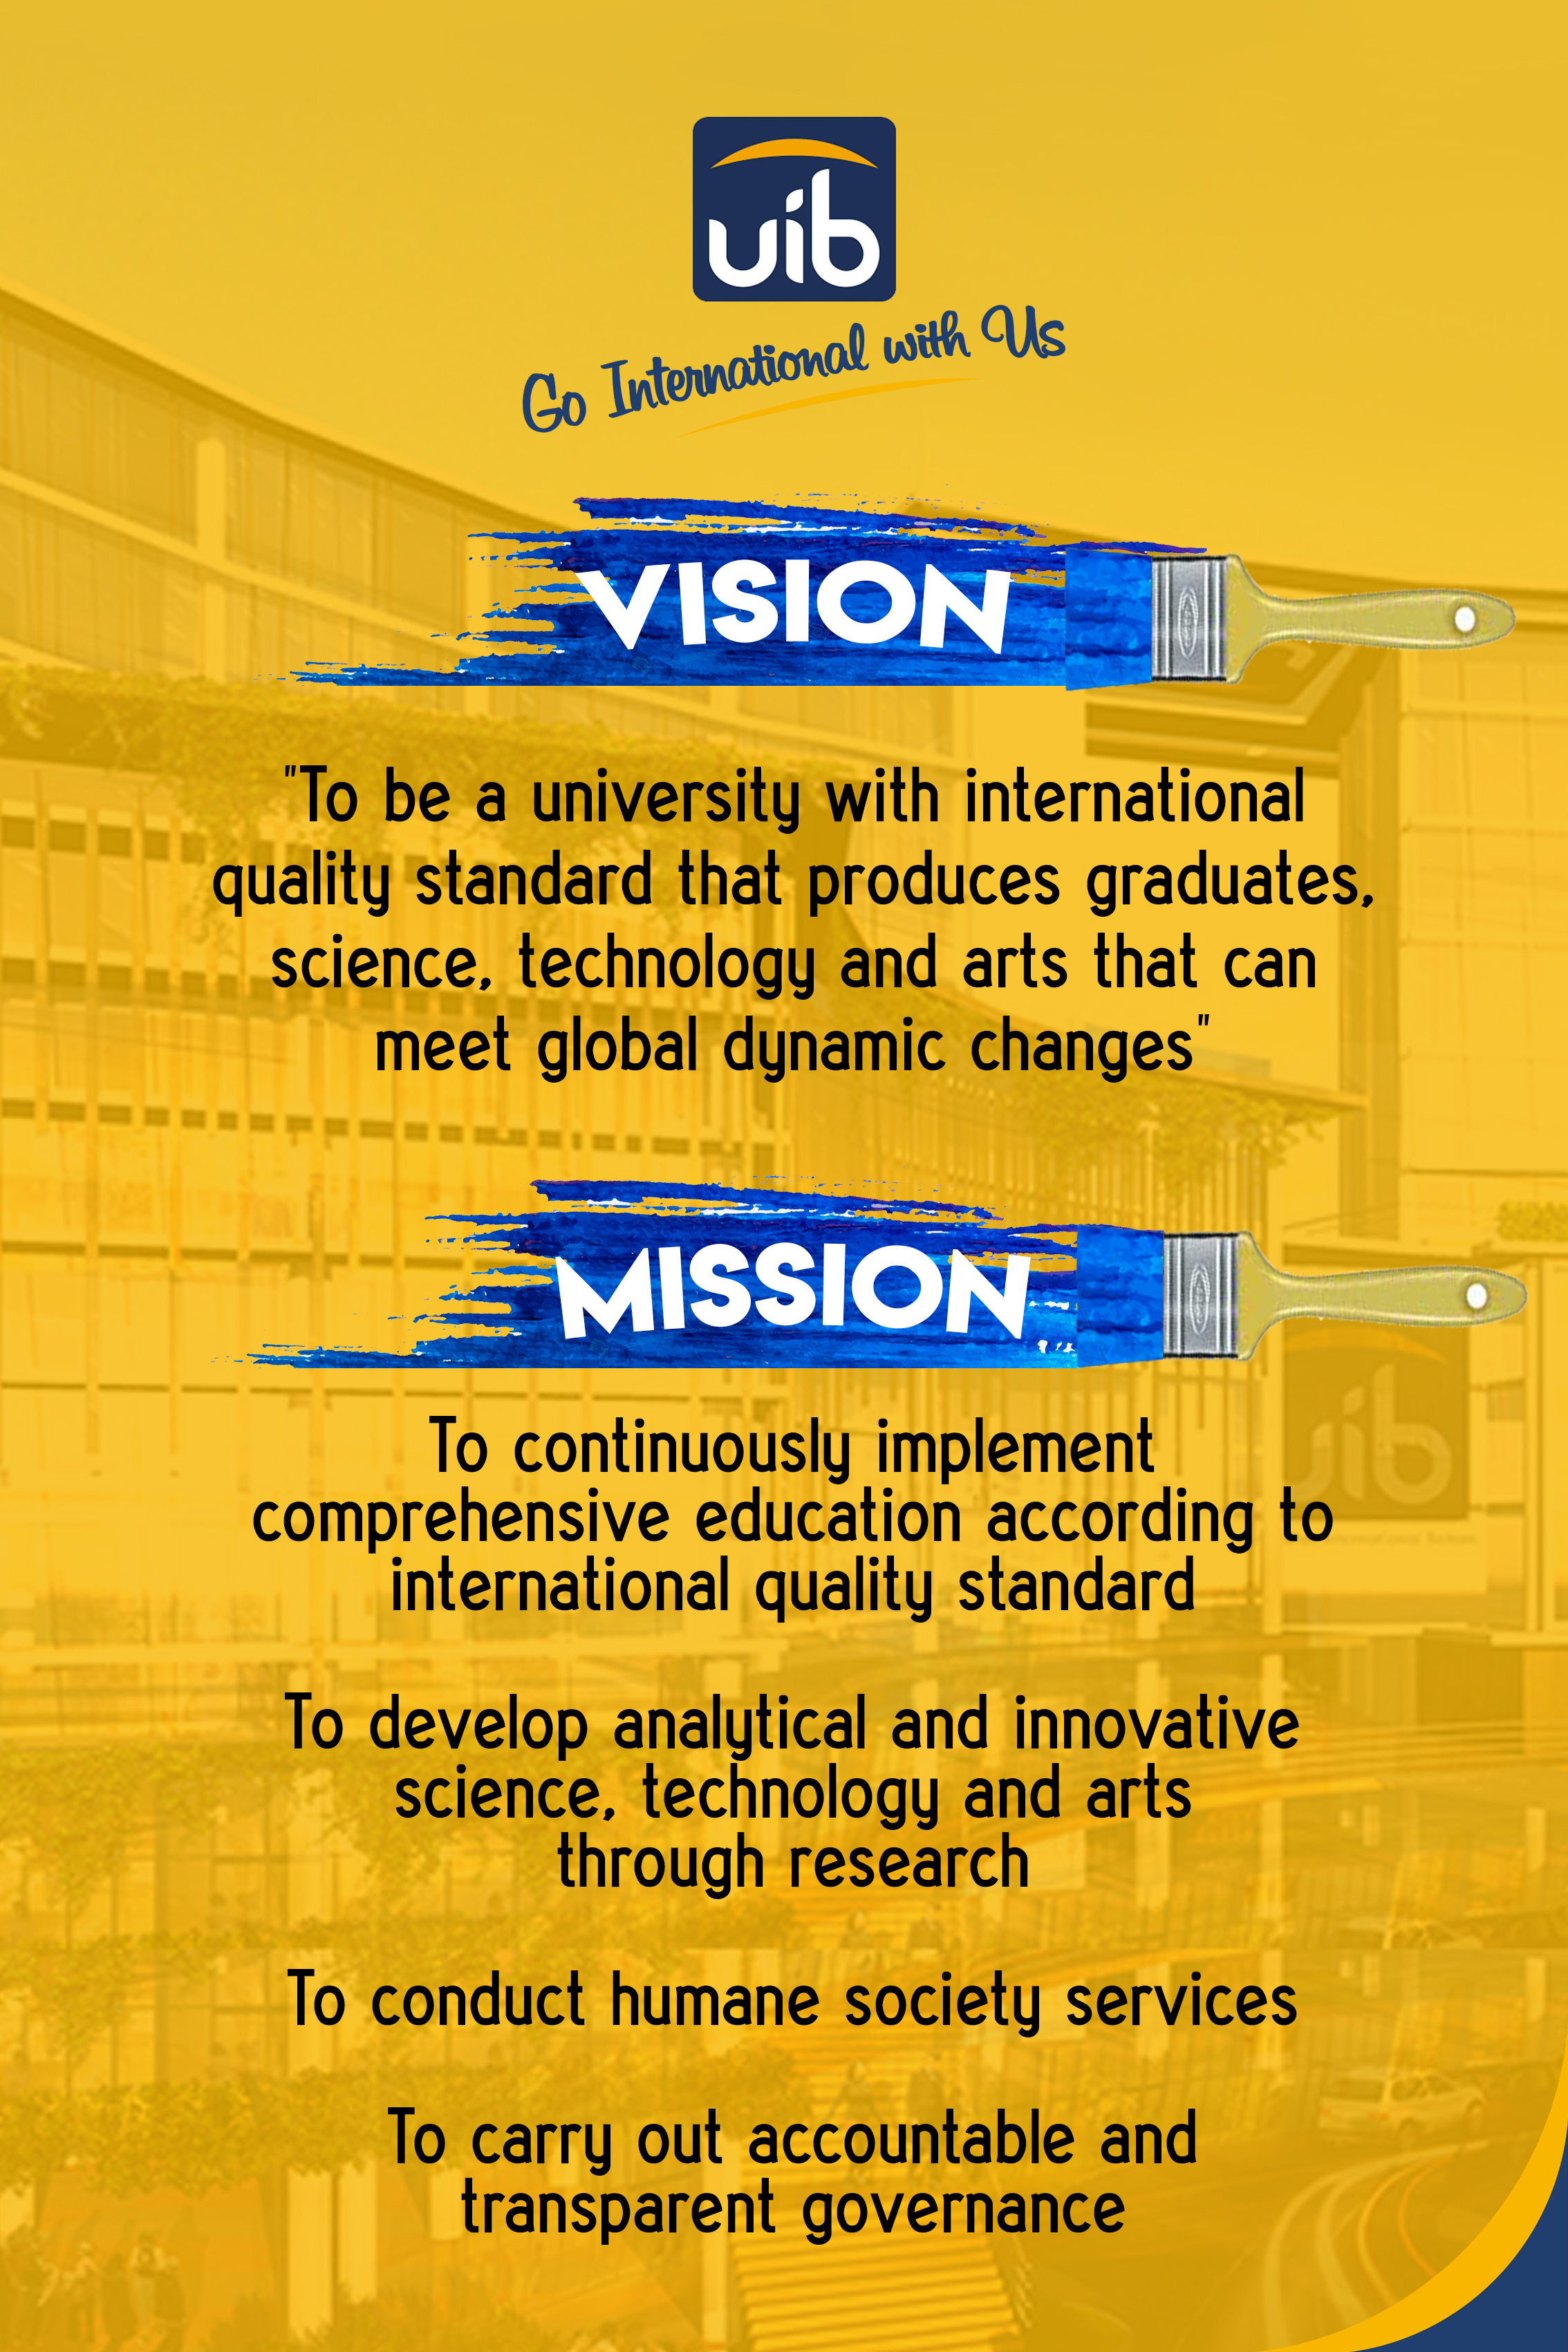 uib
Go International with Us
VISION
"To be a university with international
quality standard that produces graduates,
science, technology and arts that can
meet global dynamic changes"
MISSION
To continuously implement
comprehensive education according to
international quality standard
uib
To develop analytical and innovative
science, technology and arts
through research
To conduct humane society services
To carry out accountable and
transparent governance